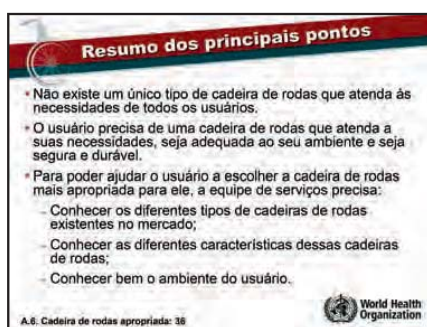 Resumo dos principais pontos
• Não existe um único tipo de cadeira de rodas que atenda às
necessidades de todos os usuários.
• O usuário precisa de uma cadeira de rodas que atenda a
suas necessidades, seja adequada ao seu ambiente e seja
segura e durável.
• Para poder ajudar o usuário a escolher a cadeira de rodas
mais apropriada para ele, a equipe de serviços precisa:
– Conhecer os diferentes tipos de cadeiras de rodas
existentes no mercado;
– Conhecer as diferentes características dessas cadeiras
de rodas;
– Conhecer bem o ambiente do usuário.
A.6. Cadeira de rodas apropriada: 36
World Health
Organization